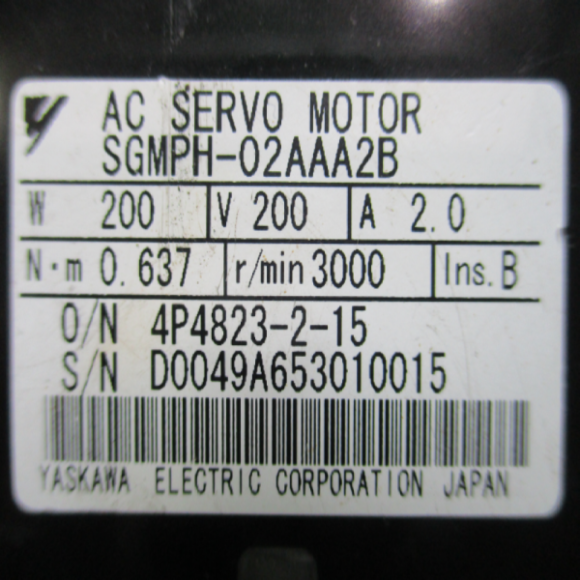 AC SERVO MOTOR
SGMPH-02AAA2B
W 200 V 200 A 2.0
N·m 0.637 r/min 3000 Ins. B
O/N 4P4823-2-15
S/N D0049A653010015
YASKAWA ELECTRIC CORPORATION JAPAN